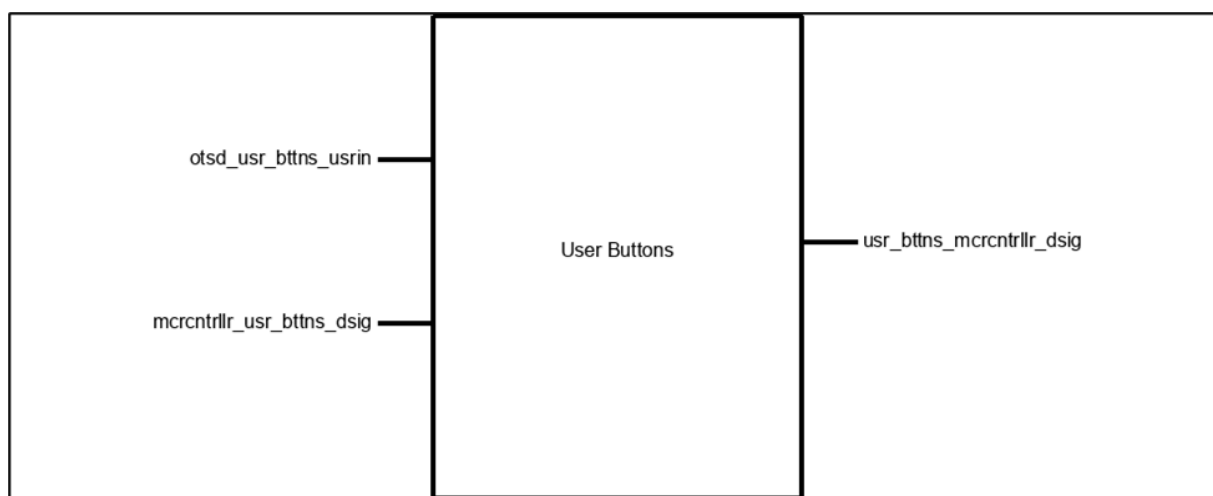 otsd_usr_bttns_usrin
User Buttons
usr_bttns_mcrcntrllr_dsig
mcrcntrllr_usr_bttns_dsig